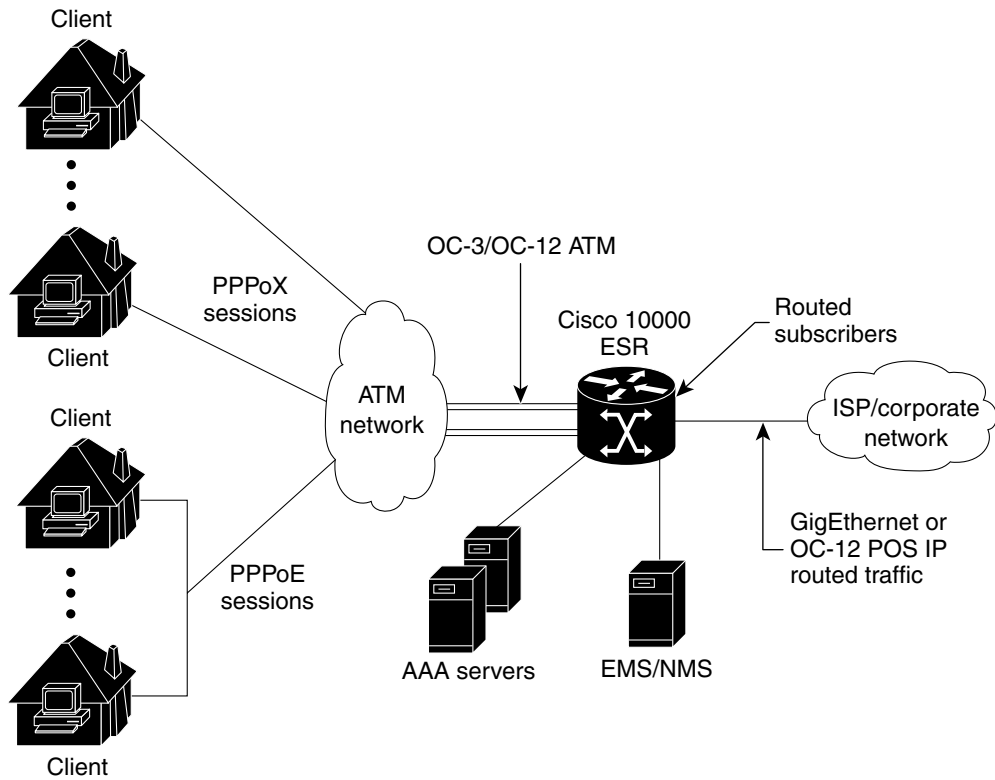 Client
Client
PPPoX
sessions
Client
Client
PPPoE
sessions
ATM
network
OC-3/OC-12 ATM
Cisco 10000
ESR
Routed
subscribers
ISP/corporate
network
GigEthernet or
OC-12 POS IP
routed traffic
AAA servers
EMS/NMS